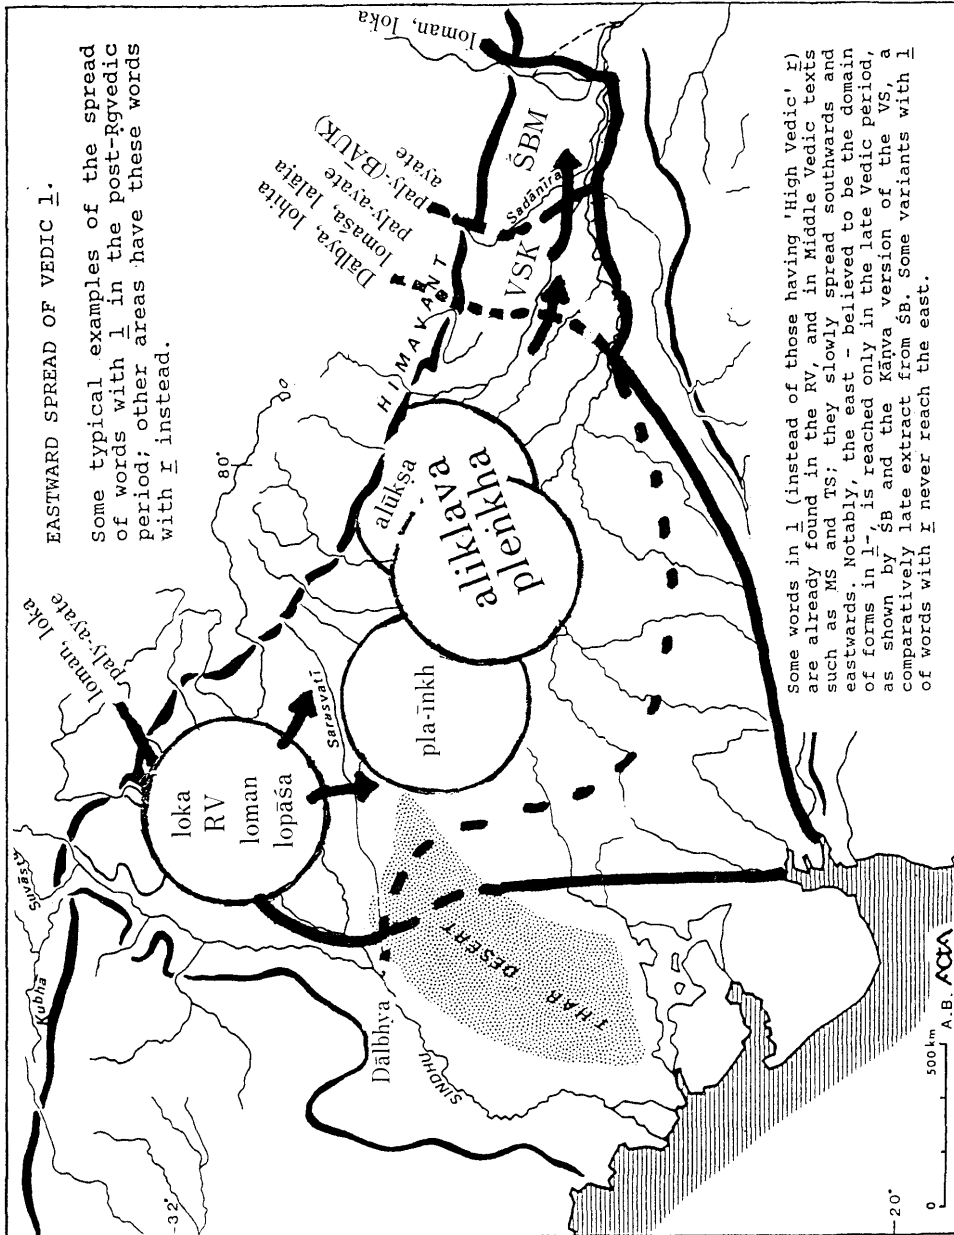 EASTWARD SPREAD OF VEDIC l.
Some typical examples of the spread
of words with l in the post-Ṛgvedic
period; other areas have these words
with r instead.
loman, loka
paly-ayate
loka
RV
loman
lopāśa
Suvāstu
Kubhā
32°
80°
Sarasvatī
pla-īnkh
alūkṣa
aliklava
plenkha
HIMAVANT
Dālbya, lohita
lomaśa, lalāṭa
paly-ayate
paly-(BAUK)
ayate
loman, loka
VSK
ŚBM
Sadānīra
Dālbhya
SINDHU
THAR DESERT
Some words in l (instead of those having 'High Vedic' r)
are already found in the RV, and in Middle Vedic texts
such as MS and TS; they slowly spread southwards and
eastwards. Notably, the east - believed to be the domain
of forms in l-, is reached only in the late Vedic period,
as shown by ŚB and the Kāṇva version of the VS, a
comparatively late extract from ŚB. Some variants with l
of words with r never reach the east.
20°
0 500 km
A.B. ACTA